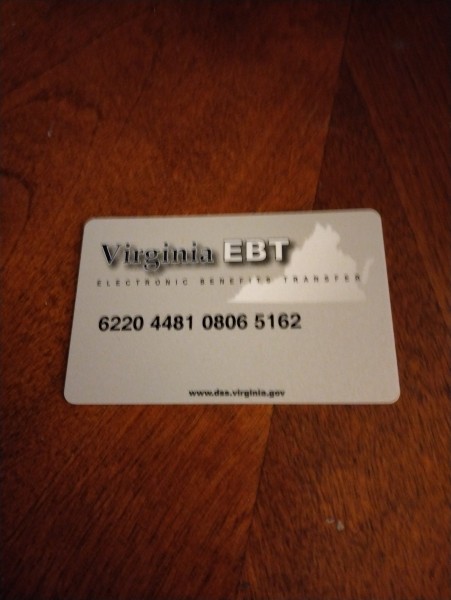 Virginia EBT
ELECTRONIC BENEFITS TRANSFER
6220 4481 0806 5162
www.dss.virginia.gov